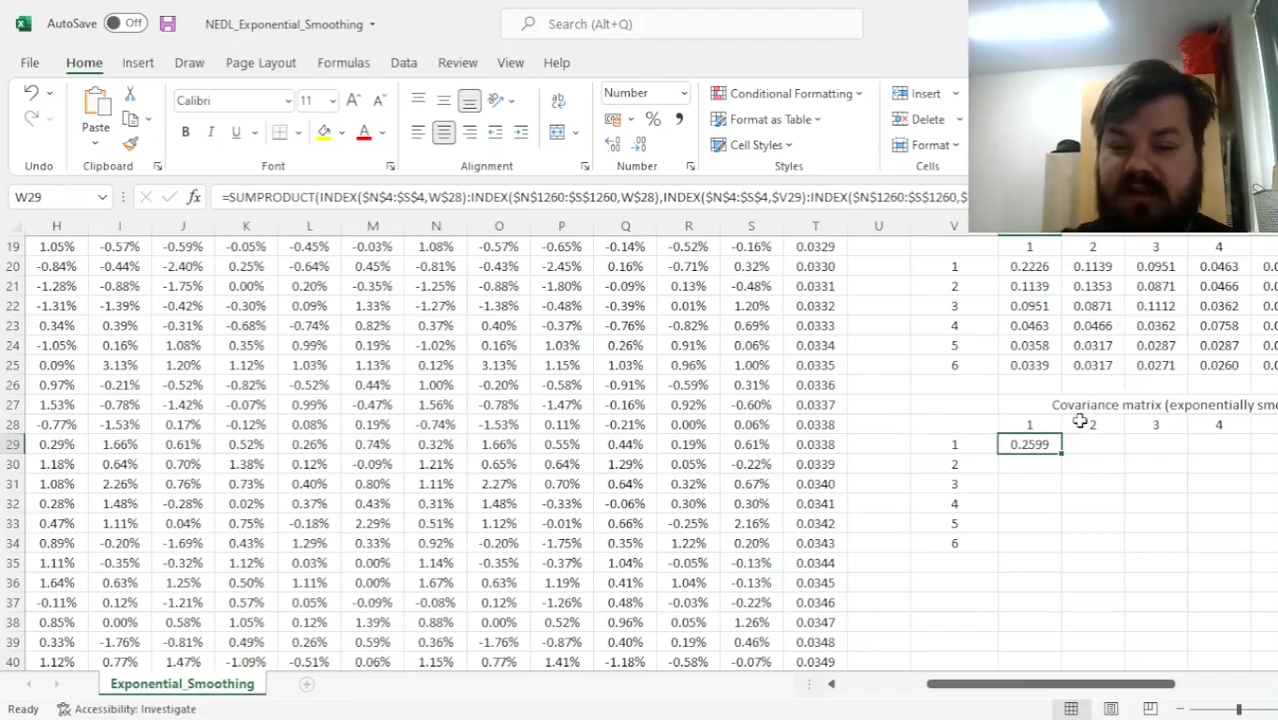 AutoSave Off NEDL_Exponential_Smoothing Search (Alt+Q)
File Home Insert Draw Page Layout Formulas Data Review View Help
Calibri 11 A A ab Number Conditional Formatting Insert
Paste B I U A % , Format as Table Delete
Cell Styles Format
Undo Clipboard Font Alignment Number Styles Cells
W29 fx =SUMPRODUCT(INDEX($N$4:$S$4,W$28):INDEX($N$1260:$S$1260,W$28),INDEX($N$4:$S$4,$V29):INDEX($N$1260:$S$1260,$
H I J K L M N O P Q R S T U V
19 1.05% -0.57% -0.59% -0.05% -0.45% -0.03% 1.08% -0.57% -0.65% -0.14% -0.52% -0.16% 0.0329 1 2 3 4
20 -0.84% -0.44% -2.40% 0.25% -0.64% 0.45% -0.81% -0.43% -2.45% 0.16% -0.71% 0.32% 0.0330 1 0.2226 0.1139 0.0951 0.0463 0.0
21 -1.28% -0.88% -1.75% 0.00% 0.20% -0.35% -1.25% -0.88% -1.80% -0.09% 0.13% -0.48% 0.0331 2 0.1139 0.1353 0.0871 0.0466 0.0
22 -1.31% -1.39% -0.42% -0.30% 0.09% 1.33% -1.27% -1.38% -0.48% -0.39% 0.01% 1.20% 0.0332 3 0.0951 0.0871 0.1112 0.0362 0.0
23 0.34% 0.39% -0.31% -0.68% -0.74% 0.82% 0.37% 0.40% -0.37% -0.76% -0.82% 0.69% 0.0333 4 0.0463 0.0466 0.0362 0.0758 0.0
24 -1.05% 0.16% 1.08% 0.35% 0.99% 0.19% -1.02% 0.16% 1.03% 0.26% 0.91% 0.06% 0.0334 5 0.0358 0.0317 0.0287 0.0287 0.
25 0.09% 3.13% 1.20% 1.12% 1.03% 1.13% 0.12% 3.13% 1.15% 1.03% 0.96% 1.00% 0.0335 6 0.0339 0.0317 0.0271 0.0260 0.0
26 0.97% -0.21% -0.52% -0.82% -0.52% 0.44% 1.00% -0.20% -0.58% -0.91% -0.59% 0.31% 0.0336
27 1.53% -0.78% -1.42% -0.07% 0.99% -0.47% 1.56% -0.78% -1.47% -0.16% 0.92% -0.60% 0.0337 Covariance matrix (exponentially smo
28 -0.77% -1.53% 0.17% -0.12% 0.08% 0.19% -0.74% -1.53% 0.11% -0.21% 0.00% 0.06% 0.0338 1 2 3 4
29 0.29% 1.66% 0.61% 0.52% 0.26% 0.74% 0.32% 1.66% 0.55% 0.44% 0.19% 0.61% 0.0338 1 0.2599
30 1.18% 0.64% 0.70% 1.38% 0.12% -0.09% 1.21% 0.65% 0.64% 1.29% 0.05% -0.22% 0.0339 2
31 1.08% 2.26% 0.76% 0.73% 0.40% 0.80% 1.11% 2.27% 0.70% 0.64% 0.32% 0.67% 0.0340 3
32 0.28% 1.48% -0.28% 0.02% 0.37% 0.43% 0.31% 1.48% -0.33% -0.06% 0.30% 0.30% 0.0341 4
33 0.47% 1.11% 0.04% 0.75% -0.18% 2.29% 0.51% 1.12% -0.01% 0.66% -0.25% 2.16% 0.0342 5
34 0.89% -0.20% -1.69% 0.43% 1.29% 0.33% 0.92% -0.20% -1.75% 0.35% 1.22% 0.20% 0.0343 6
35 1.11% -0.35% -0.32% 1.12% 0.03% 0.00% 1.14% -0.35% -0.37% 1.04% -0.05% -0.13% 0.0344
36 1.64% 0.63% 1.25% 0.50% 1.11% 0.00% 1.67% 0.63% 1.19% 0.41% 1.04% -0.13% 0.0345
37 -0.11% 0.12% -1.21% 0.57% 0.05% -0.09% -0.08% 0.12% -1.26% 0.48% -0.03% -0.22% 0.0346
38 0.85% 0.00% 0.58% 1.05% 0.12% 1.39% 0.88% 0.00% 0.52% 0.96% 0.05% 1.26% 0.0347
39 0.33% -1.76% -0.81% 0.49% 0.26% 0.59% 0.36% -1.76% -0.87% 0.40% 0.19% 0.46% 0.0348
40 1.12% 0.77% 1.47% -1.09% -0.51% 0.06% 1.15% 0.77% 1.41% -1.18% -0.58% -0.07% 0.0349
Exponential_Smoothing
Ready Accessibility: Investigate